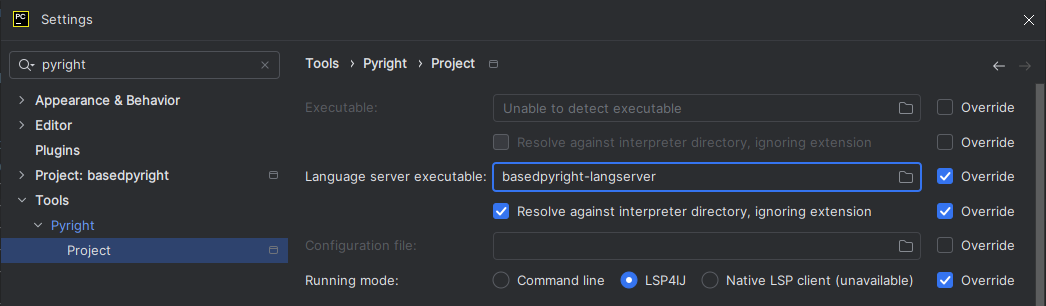 PC Settings
pyright
Tools > Pyright > Project
Appearance & Behavior
Editor
Plugins
Project: basedpyright
Tools
Pyright
Project
Executable: Unable to detect executable Override
Resolve against interpreter directory, ignoring extension Override
Language server executable: basedpyright-langserver Override
Resolve against interpreter directory, ignoring extension Override
Configuration file: Override
Running mode: Command line LSP4IJ Native LSP client (unavailable) Override